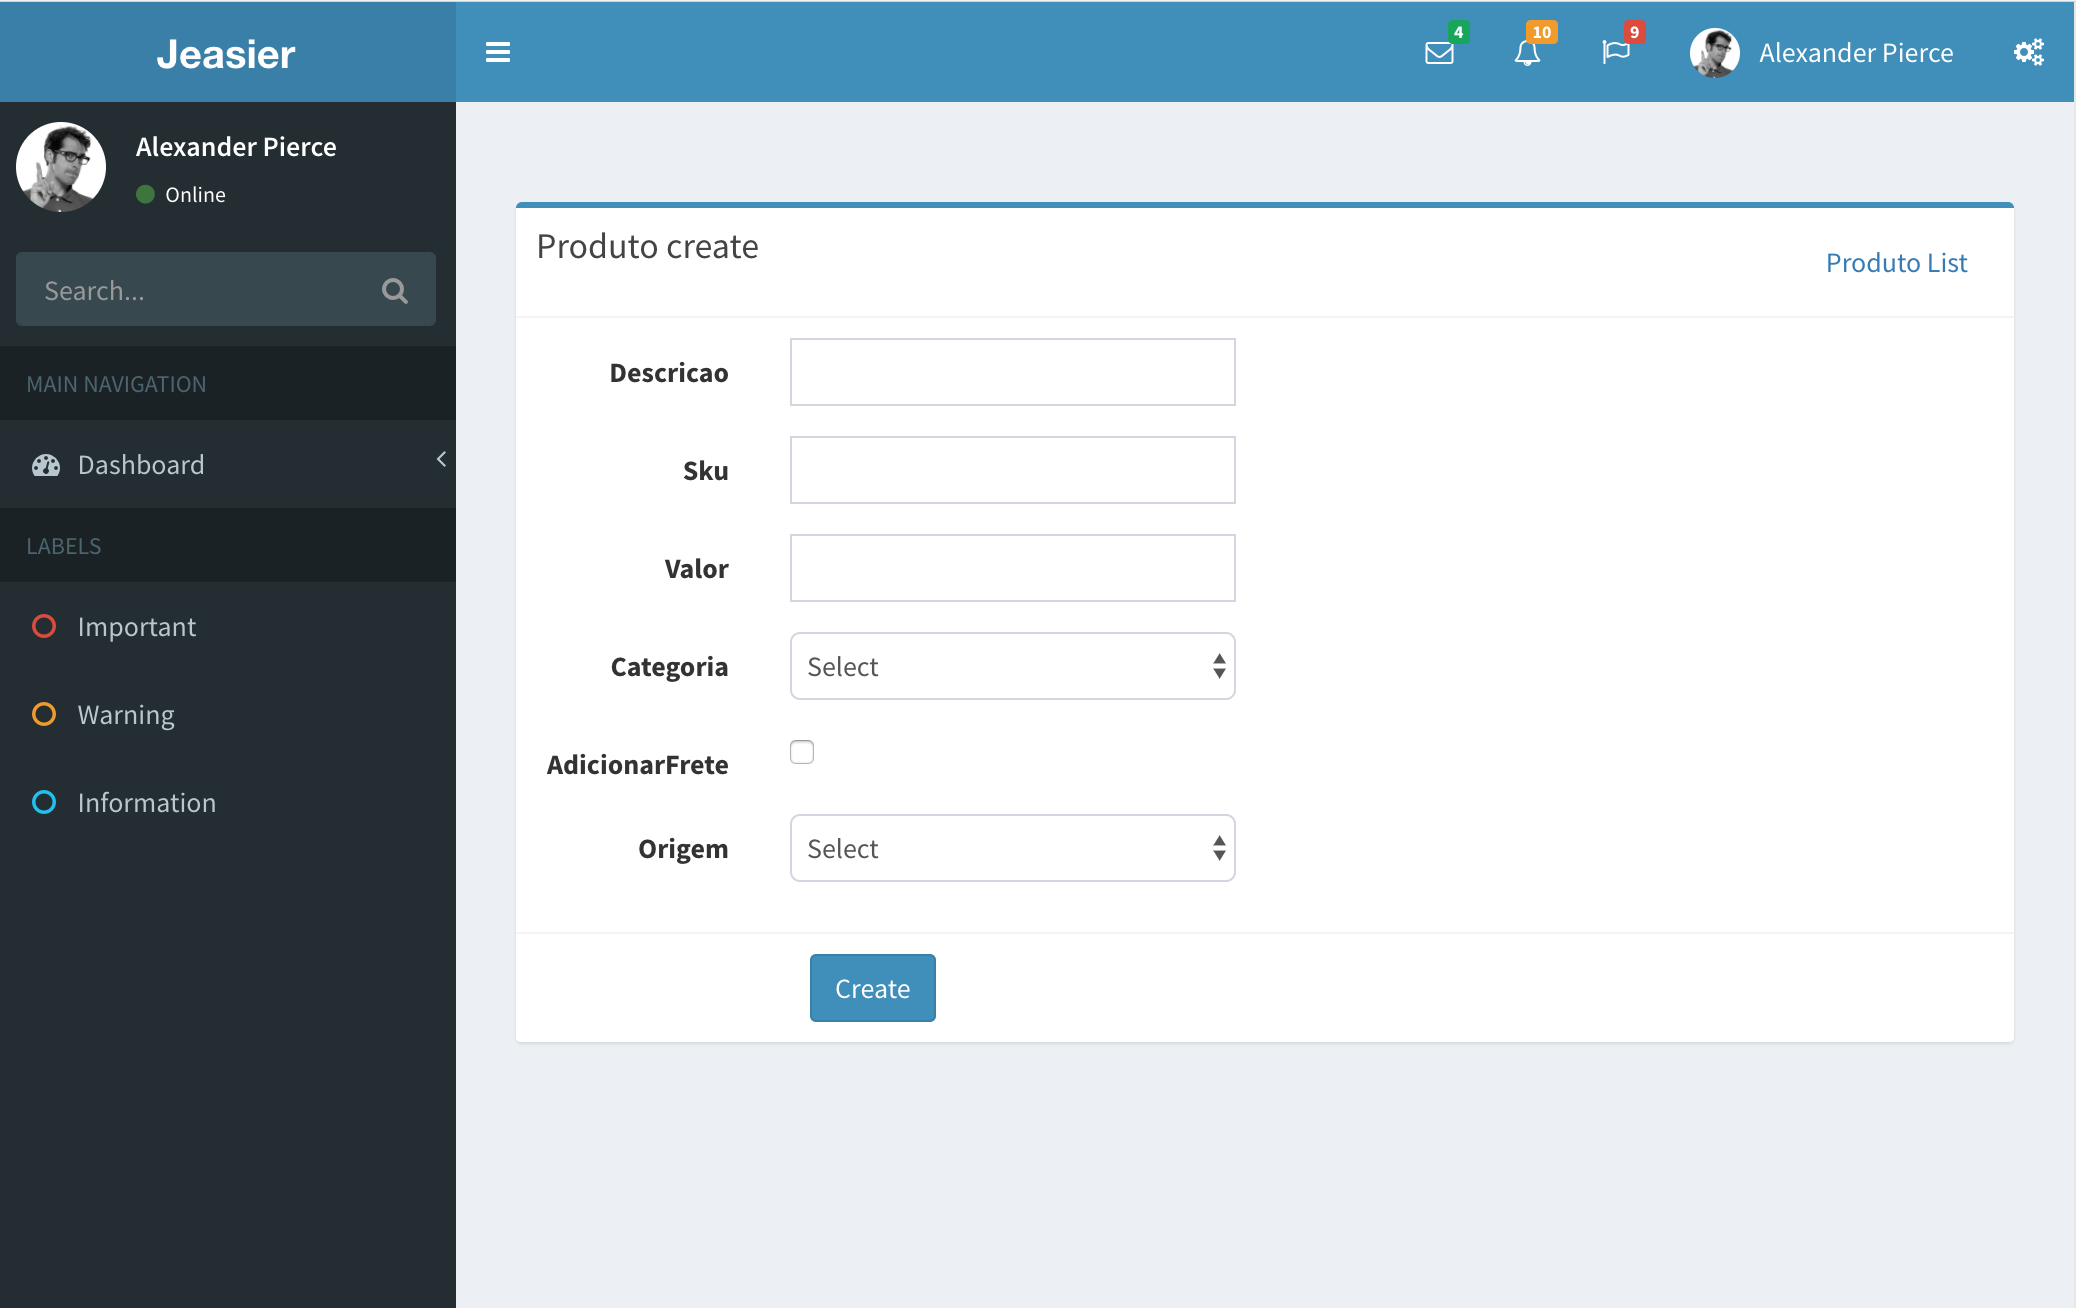 Jeasier
4
10
9
Alexander Pierce
Alexander Pierce
Online
Search...
MAIN NAVIGATION
Dashboard
LABELS
Important
Warning
Information
Produto create
Produto List
Descricao
Sku
Valor
Categoria
Select
AdicionarFrete
Origem
Select
Create